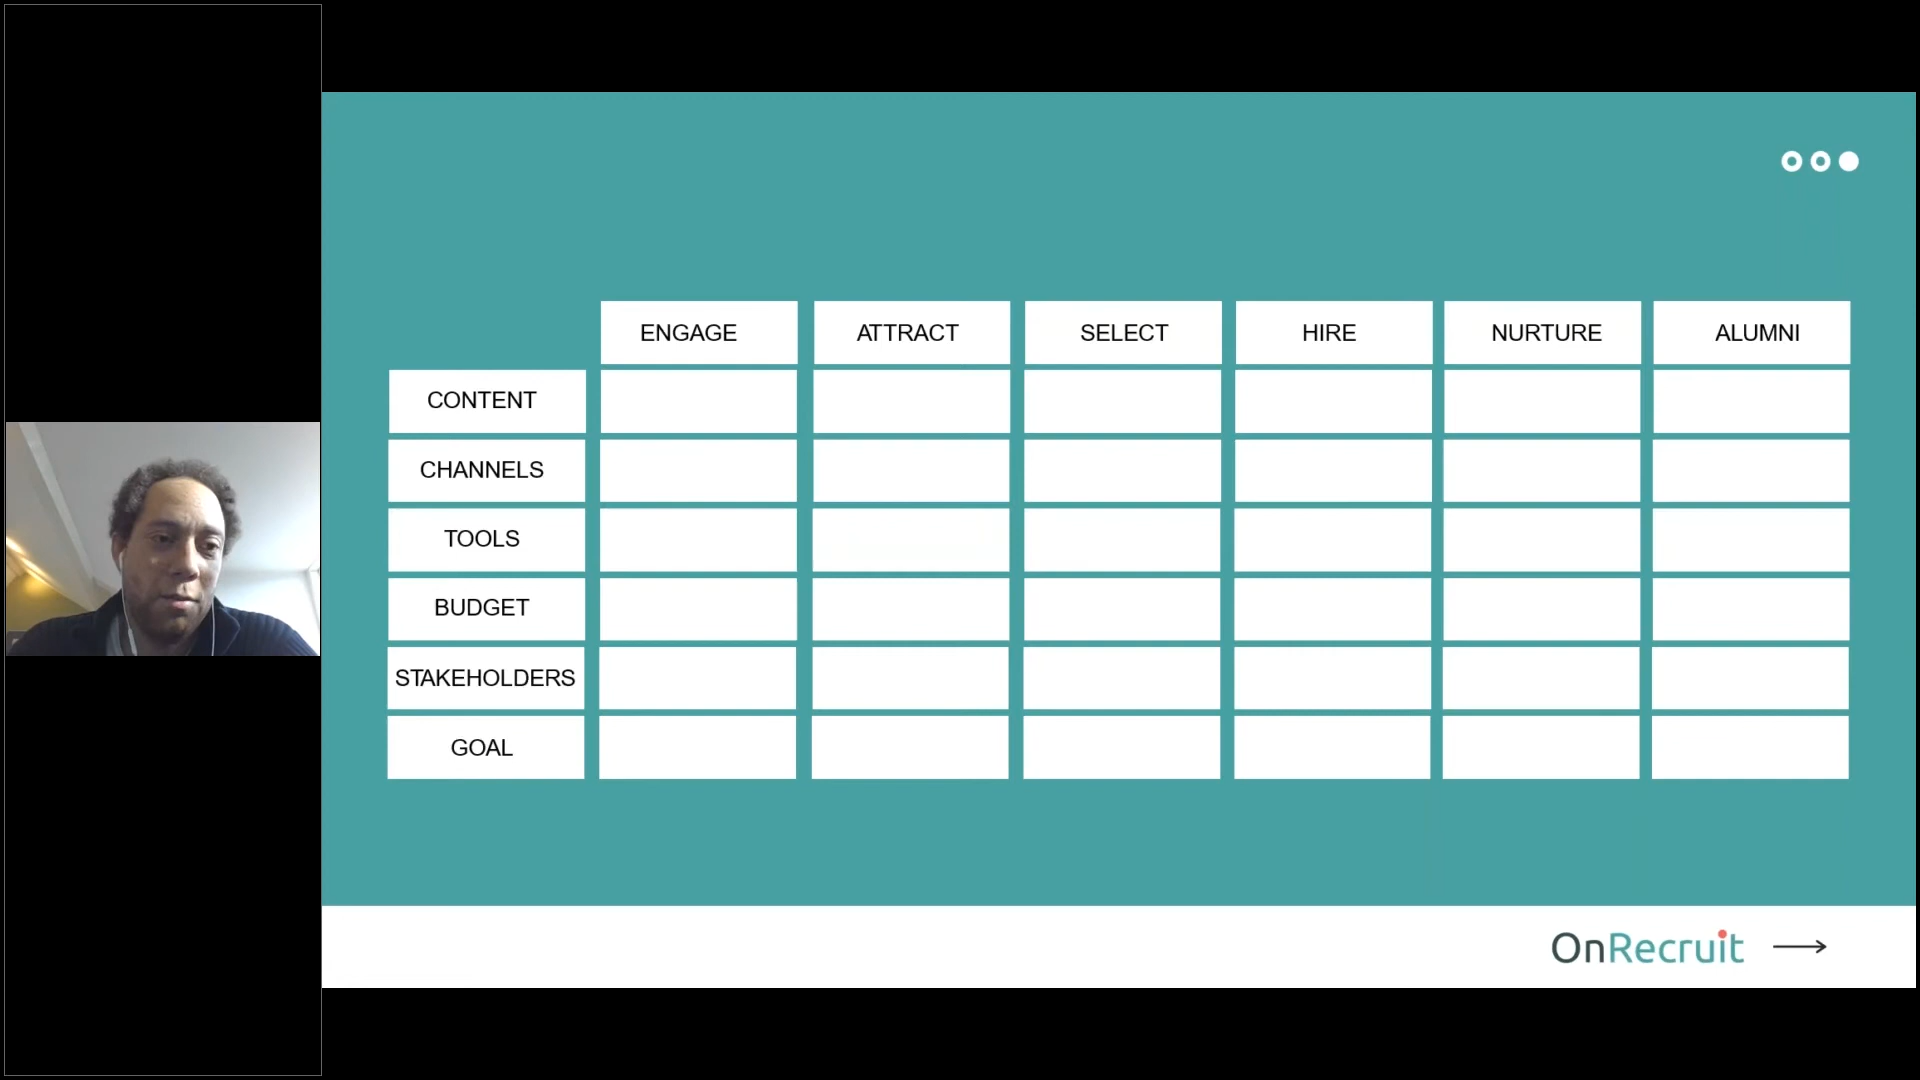 ENGAGE ATTRACT SELECT HIRE NURTURE ALUMNI
CONTENT
CHANNELS
TOOLS
BUDGET
STAKEHOLDERS
GOAL
OnRecruit